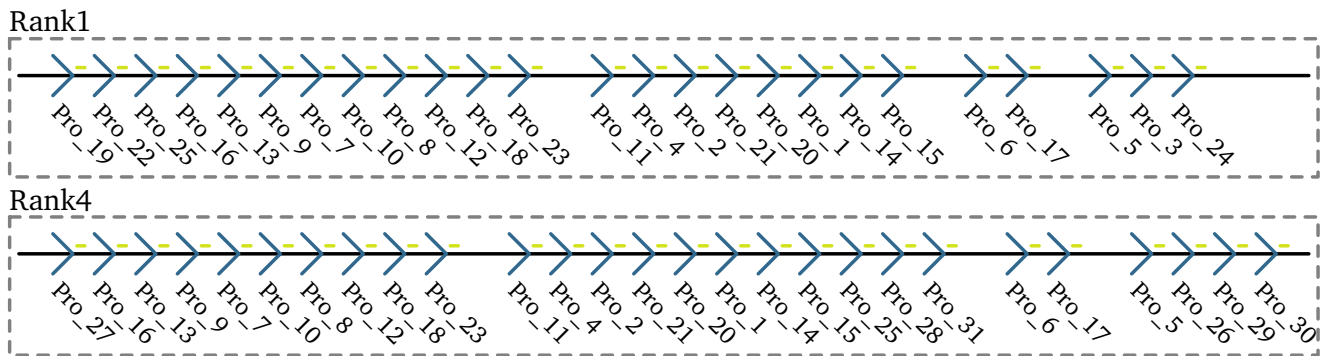 Rank1
Pro_19 Pro_22 Pro_25 Pro_16 Pro_13 Pro_9 Pro_7 Pro_10 Pro_8 Pro_12 Pro_18 Pro_23 Pro_11 Pro_4 Pro_2 Pro_21 Pro_20 Pro_1 Pro_14 Pro_15 Pro_6 Pro_17 Pro_5 Pro_3 Pro_24
Rank4
Pro_27 Pro_16 Pro_13 Pro_9 Pro_7 Pro_10 Pro_8 Pro_12 Pro_18 Pro_23 Pro_11 Pro_4 Pro_2 Pro_21 Pro_20 Pro_1 Pro_14 Pro_15 Pro_25 Pro_28 Pro_31 Pro_6 Pro_17 Pro_5 Pro_26 Pro_29 Pro_30